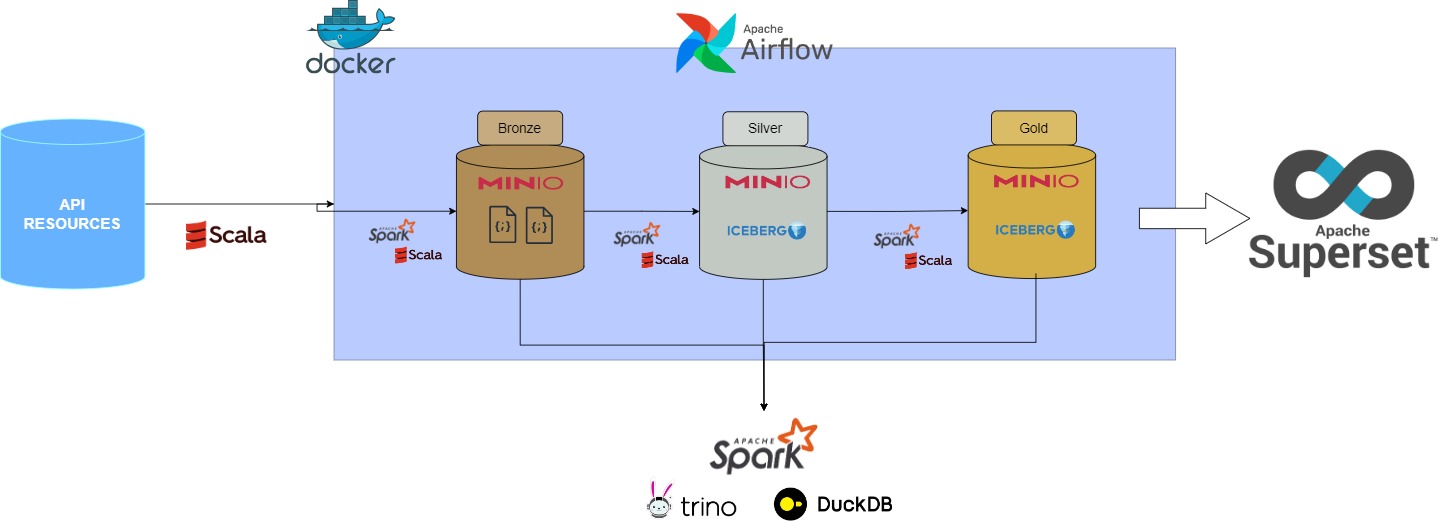 docker
Apache
Airflow
Bronze
Silver
Gold
API
RESOURCES
MINIO
MINIO
MINIO
{;}
{;}
ICEBERG
ICEBERG
Scala
APACHE
Spark
Scala
APACHE
Spark
Scala
APACHE
Spark
Scala
Apache
Superset™
APACHE
Spark
trino
DuckDB